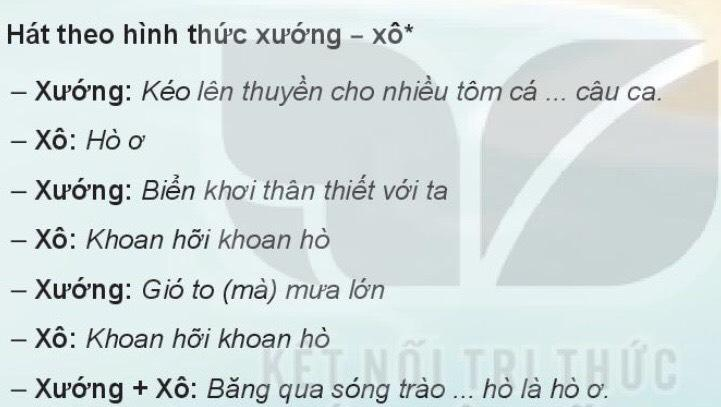 Hát theo hình thức xướng – xô*
– Xướng: Kéo lên thuyền cho nhiều tôm cá ... câu ca.
– Xô: Hò ơ
– Xướng: Biển khơi thân thiết với ta
– Xô: Khoan hỡi khoan hò
– Xướng: Gió to (mà) mưa lớn
– Xô: Khoan hỡi khoan hò
KẾT NỐI TRI THỨC
– Xướng + Xô: Băng qua sóng trào ... hò là hò ơ.